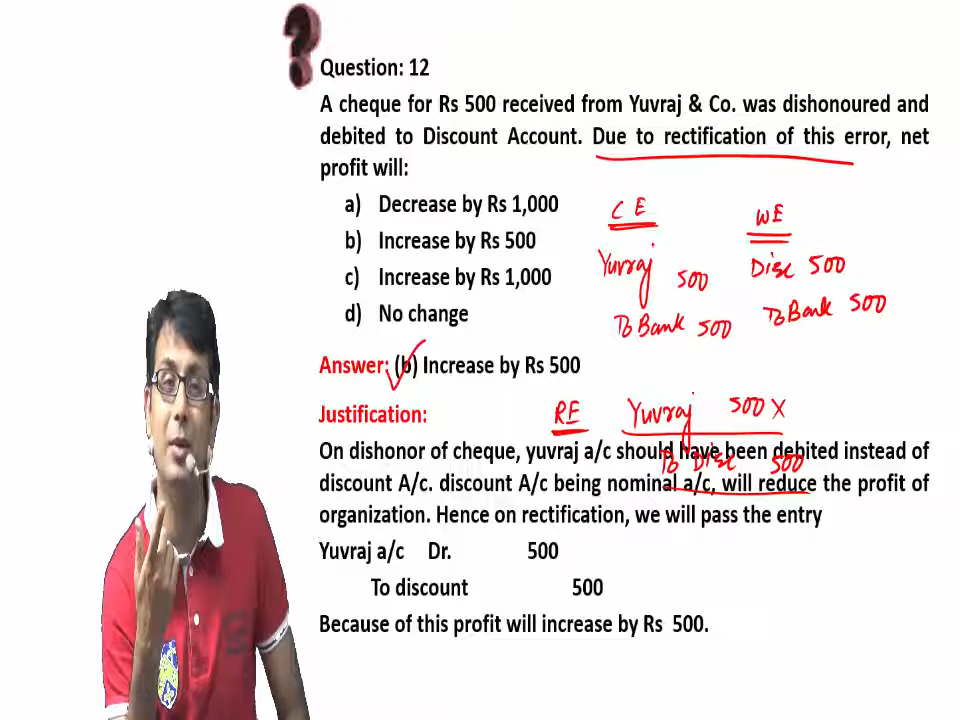 Question: 12
A cheque for Rs 500 received from Yuvraj & Co. was dishonoured and
debited to Discount Account. Due to rectification of this error, net
profit will:
a) Decrease by Rs 1,000
b) Increase by Rs 500
c) Increase by Rs 1,000
d) No change
C E
Yuvraj 500
To Bank 500
WE
Disc 500
To Bank 500
Answer: (b) Increase by Rs 500
Justification:
RE Yuvraj 500 X
To Disc 500
On dishonor of cheque, yuvraj a/c should have been debited instead of
discount A/c. discount A/c being nominal a/c, will reduce the profit of
organization. Hence on rectification, we will pass the entry
Yuvraj a/c Dr. 500
To discount 500
Because of this profit will increase by Rs 500.